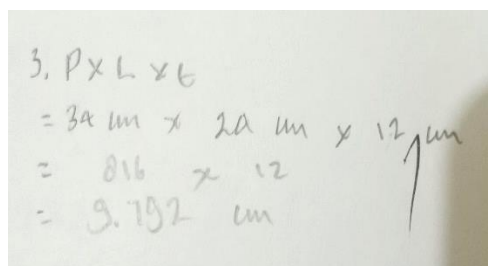 3. P x L x t
= 34 cm x 24 cm x 12 cm
= 816 x 12
= 9.792 cm